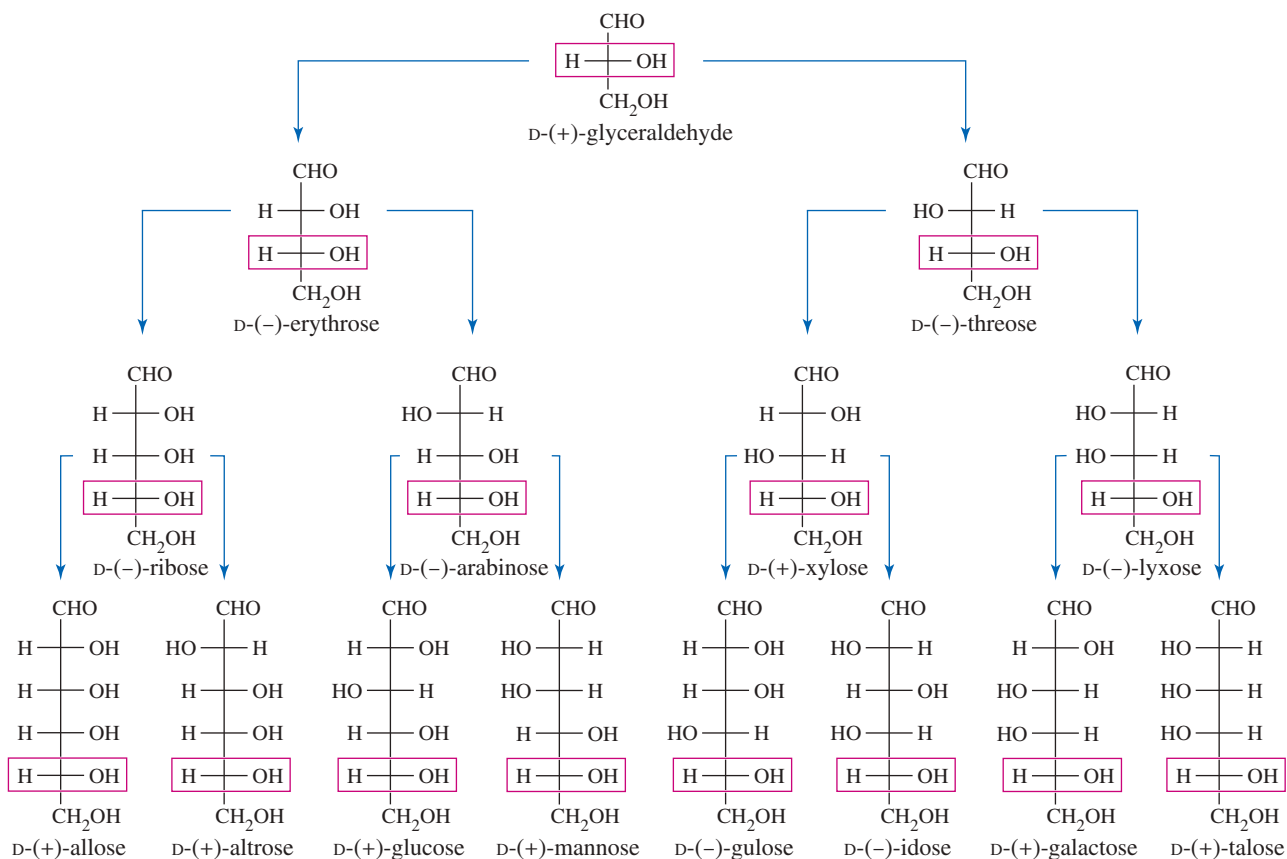 CHO
H OH
CH2OH
D-(+)-glyceraldehyde
CHO CHO
H OH HO H
H OH H OH
CH2OH CH2OH
D-(–)-erythrose D-(–)-threose
CHO CHO CHO CHO
H OH HO H H OH HO H
H OH H OH HO H HO H
H OH H OH H OH H OH
CH2OH CH2OH CH2OH CH2OH
D-(–)-ribose D-(–)-arabinose D-(+)-xylose D-(–)-lyxose
CHO CHO CHO CHO CHO CHO CHO CHO
H OH HO H H OH HO H H OH HO H H OH HO H
H OH H OH HO H HO H H OH H OH HO H HO H
H OH H OH H OH H OH HO H HO H HO H HO H
H OH H OH H OH H OH H OH H OH H OH H OH
CH2OH CH2OH CH2OH CH2OH CH2OH CH2OH CH2OH CH2OH
D-(+)-allose D-(+)-altrose D-(+)-glucose D-(+)-mannose D-(–)-gulose D-(–)-idose D-(+)-galactose D-(+)-talose